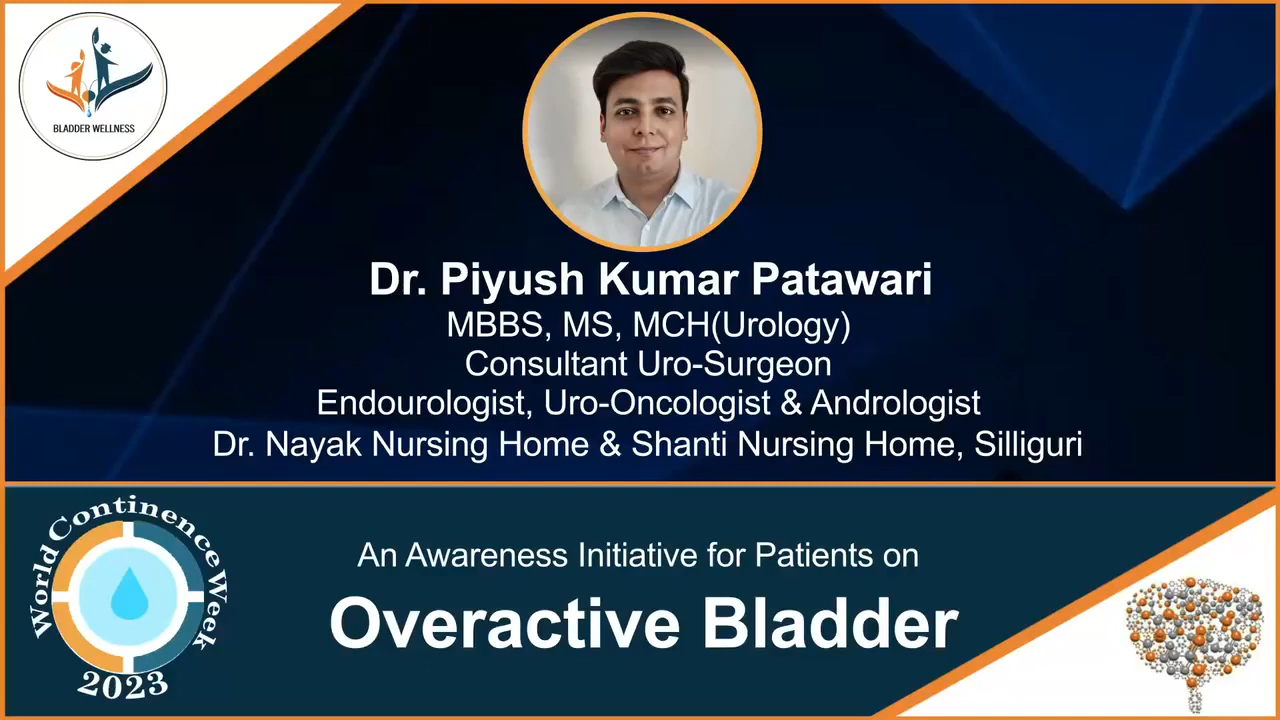 BLADDER WELLNESS
Dr. Piyush Kumar Patawari
MBBS, MS, MCH(Urology)
Consultant Uro-Surgeon
Endourologist, Uro-Oncologist & Andrologist
Dr. Nayak Nursing Home & Shanti Nursing Home, Silliguri
World Continence Week
2023
An Awareness Initiative for Patients on
Overactive Bladder